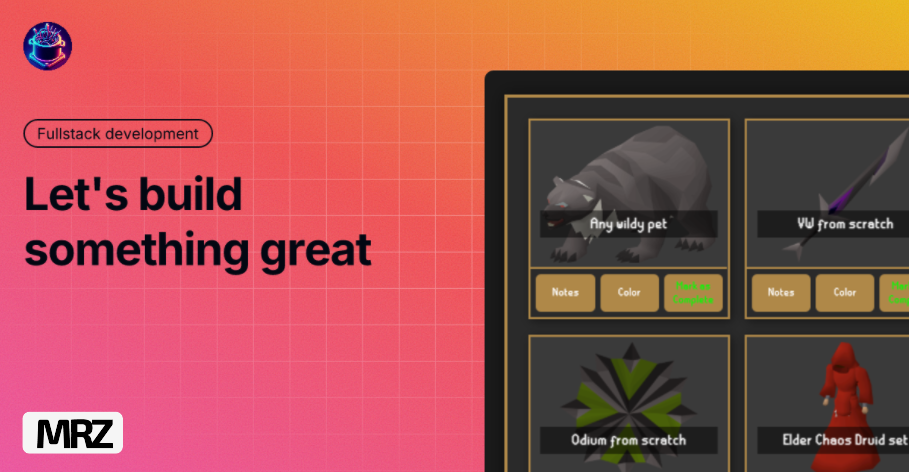 Fullstack development
Let's build
something great
MRZ
Any wildy pet
VW from scratch
Notes
Color
Mark as
Complete
Notes
Color
Odium from scratch
Elder Chaos Druid set